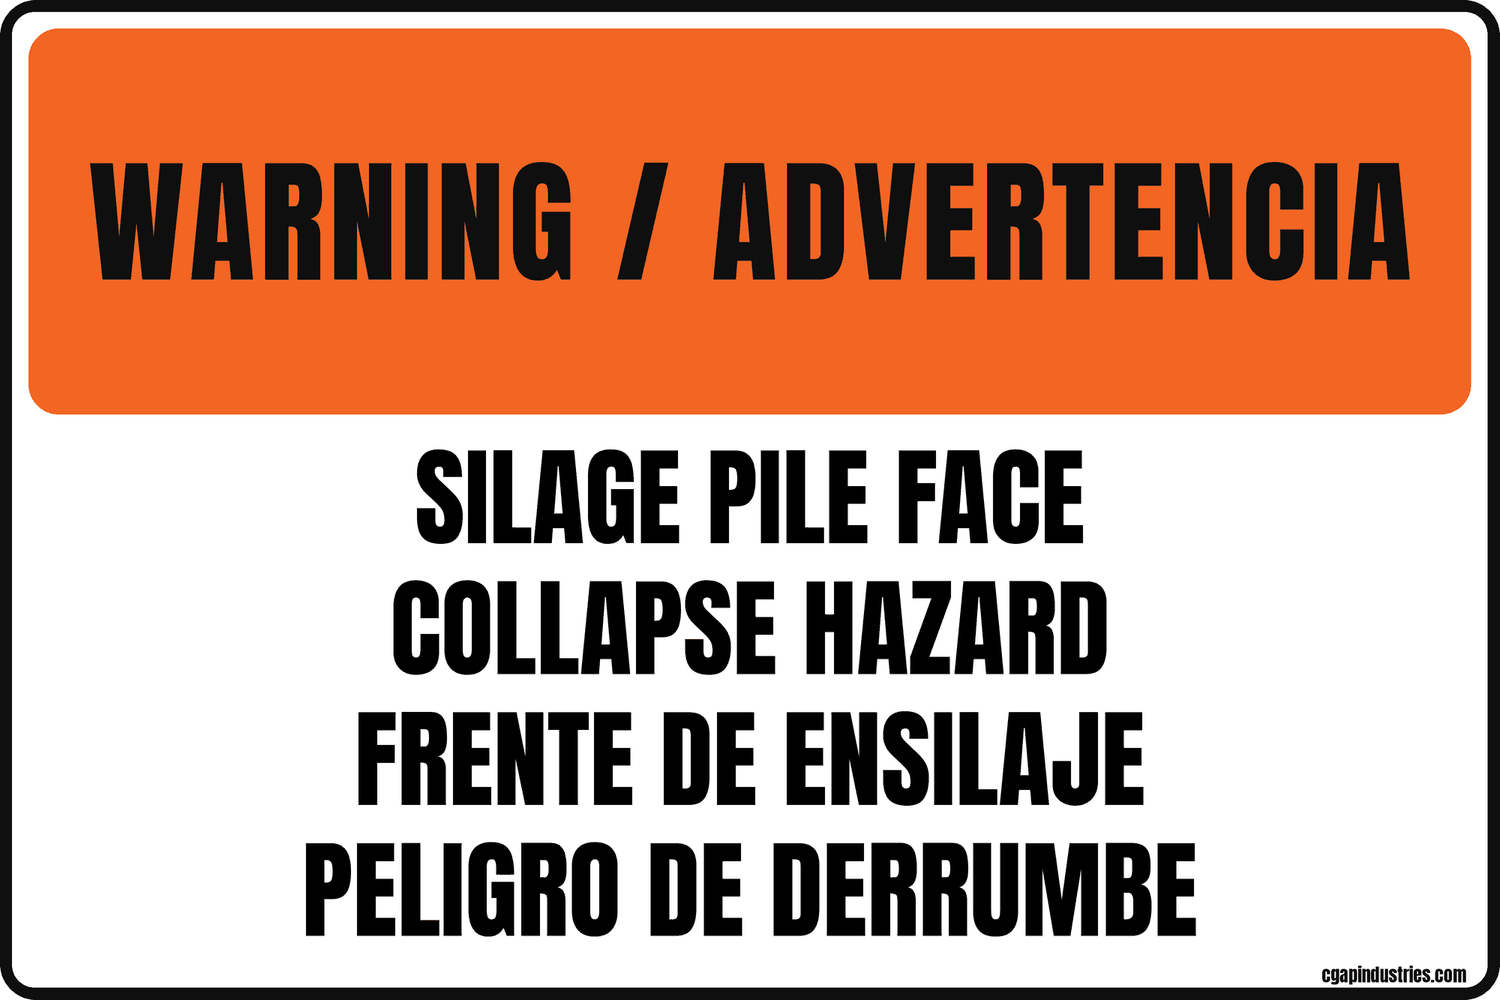 WARNING / ADVERTENCIA
SILAGE PILE FACE
COLLAPSE HAZARD
FRENTE DE ENSILAJE
PELIGRO DE DERRUMBE
cgapindustries.com